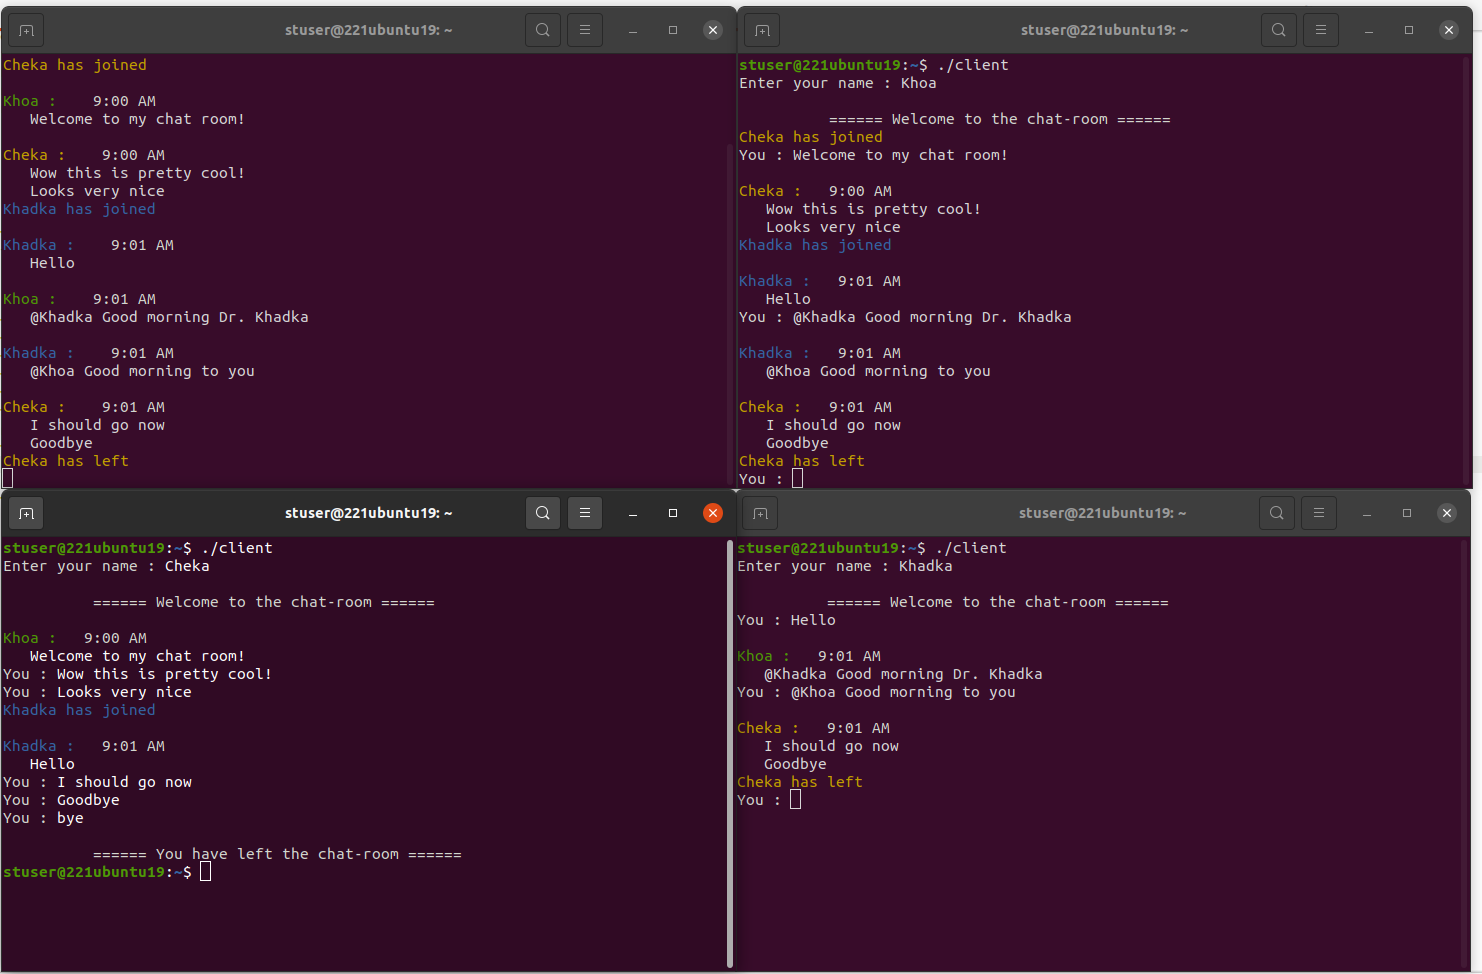 stuser@221ubuntu19: ~
Cheka has joined
Khoa :    9:00 AM
Welcome to my chat room!
Cheka :    9:00 AM
Wow this is pretty cool!
Looks very nice
Khadka has joined
Khadka :    9:01 AM
Hello
Khoa :    9:01 AM
@Khadka Good morning Dr. Khadka
Khadka :    9:01 AM
@Khoa Good morning to you
Cheka :    9:01 AM
I should go now
Goodbye
Cheka has left
stuser@221ubuntu19: ~
stuser@221ubuntu19:~$ ./client
Enter your name : Khoa
====== Welcome to the chat-room ======
Cheka has joined
You : Welcome to my chat room!
Cheka :   9:00 AM
Wow this is pretty cool!
Looks very nice
Khadka has joined
Khadka :   9:01 AM
Hello
You : @Khadka Good morning Dr. Khadka
Khadka :   9:01 AM
@Khoa Good morning to you
Cheka :   9:01 AM
I should go now
Goodbye
Cheka has left
You :
stuser@221ubuntu19: ~
stuser@221ubuntu19:~$ ./client
Enter your name : Cheka
====== Welcome to the chat-room ======
Khoa :   9:00 AM
Welcome to my chat room!
You : Wow this is pretty cool!
You : Looks very nice
Khadka has joined
Khadka :   9:01 AM
Hello
You : I should go now
You : Goodbye
You : bye
====== You have left the chat-room ======
stuser@221ubuntu19:~$
stuser@221ubuntu19: ~
stuser@221ubuntu19:~$ ./client
Enter your name : Khadka
====== Welcome to the chat-room ======
You : Hello
Khoa :   9:01 AM
@Khadka Good morning Dr. Khadka
You : @Khoa Good morning to you
Cheka :   9:01 AM
I should go now
Goodbye
Cheka has left
You :